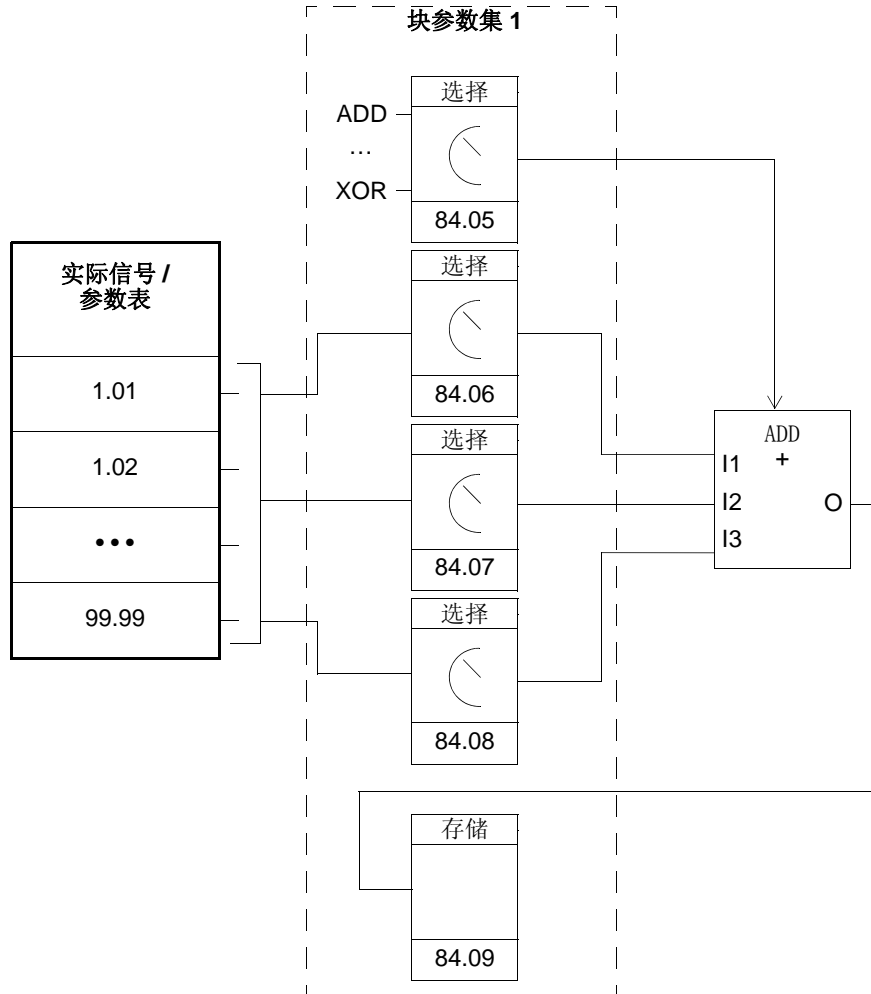 块参数集 1
选择
ADD
…
XOR
84.05
实际信号 /
参数表
1.01
1.02
•••
99.99
选择
84.06
选择
84.07
选择
84.08
ADD
+
I1
I2
I3
O
存储
84.09